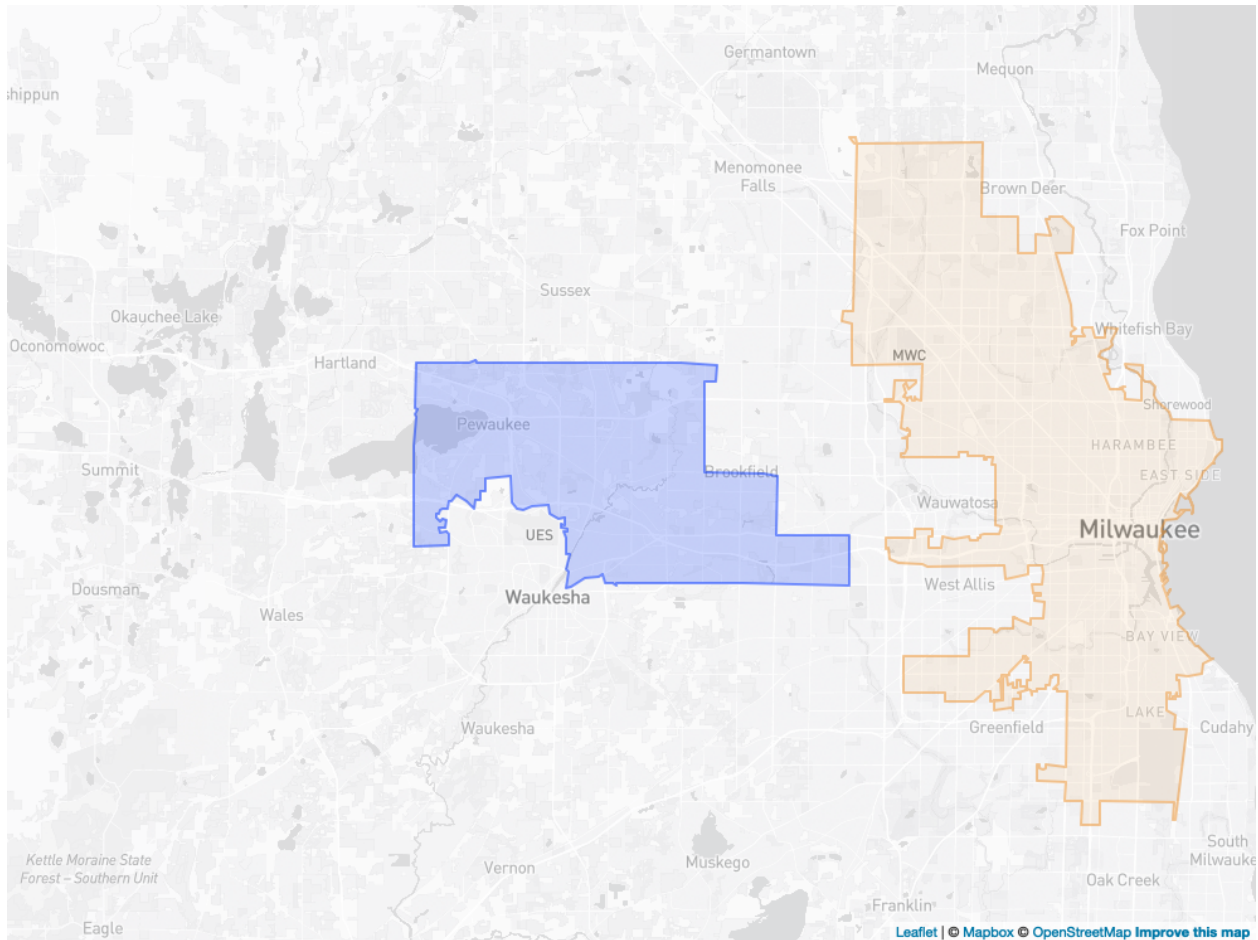 Germantown
Mequon
shippun
Menomonee
Falls
Brown Deer
Fox Point
Sussex
Okauchee Lake
Whitefish Bay
Oconomowoc
Hartland
MWC
Shorewood
Pewaukee
HARAMBEE
Summit
Brookfield
EAST SIDE
Wauwatosa
UES
Milwaukee
Dousman
West Allis
Waukesha
Wales
BAY VIEW
LAKE
Waukesha
Greenfield
Cudahy
Kettle Moraine State
Forest – Southern Unit
Vernon
Muskego
South
Milwauke
Oak Creek
Franklin
Eagle
Leaflet | © Mapbox © OpenStreetMap Improve this map